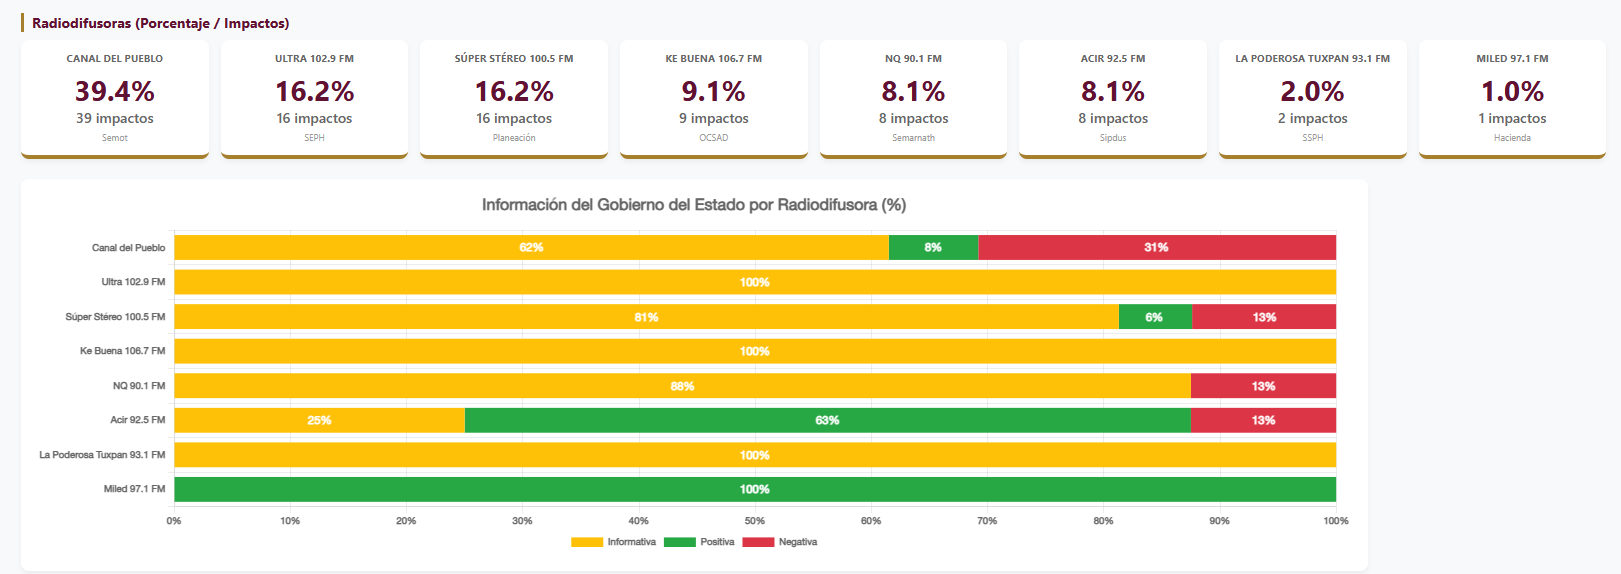 Radiodifusoras (Porcentaje / Impactos)
CANAL DEL PUEBLO
39.4%
39 impactos
Semot
ULTRA 102.9 FM
16.2%
16 impactos
SEPH
SÚPER STÉREO 100.5 FM
16.2%
16 impactos
Planeación
KE BUENA 106.7 FM
9.1%
9 impactos
OCSAD
NQ 90.1 FM
8.1%
8 impactos
Semarnath
ACIR 92.5 FM
8.1%
8 impactos
Sipdus
LA PODEROSA TUXPAN 93.1 FM
2.0%
2 impactos
SSPH
MILED 97.1 FM
1.0%
1 impactos
Hacienda
Información del Gobierno del Estado por Radiodifusora (%)
Canal del Pueblo 62% 8% 31%
Ultra 102.9 FM 100%
Súper Stéreo 100.5 FM 81% 6% 13%
Ke Buena 106.7 FM 100%
NQ 90.1 FM 88% 13%
Acir 92.5 FM 25% 63% 13%
La Poderosa Tuxpan 93.1 FM 100%
Miled 97.1 FM 100%
0% 10% 20% 30% 40% 50% 60% 70% 80% 90% 100%
Informativa Positiva Negativa